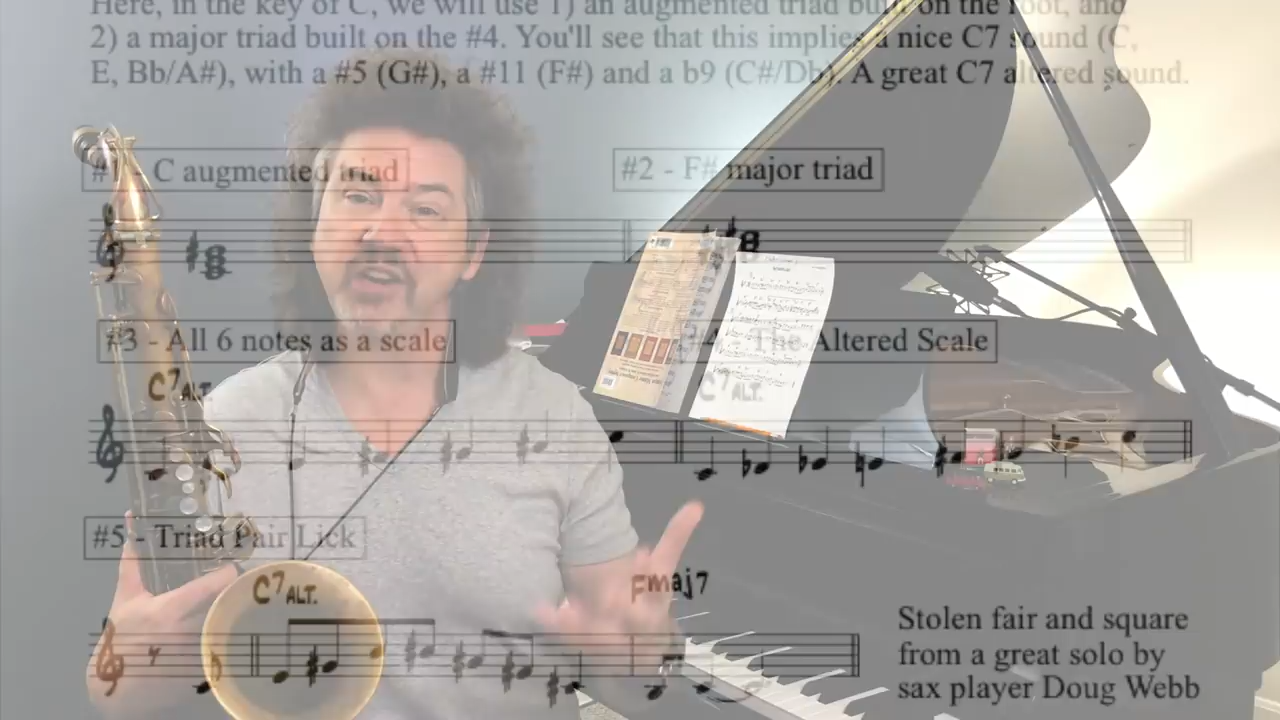 Here, in the key of C, we will use 1) an augmented triad built on the root, and
2) a major triad built on the #4. You'll see that this implies a nice C7 sound (C,
E, Bb/A#), with a #5 (G#), a #11 (F#) and a b9 (C#/Db). A great C7 altered sound.
#1 - C augmented triad
#2 - F# major triad
#3 - All 6 notes as a scale
#4 - The Altered Scale
C7ALT.
C7ALT.
#5 - Triad Pair Lick
C7ALT.
Fmaj7
Stolen fair and square
from a great solo by
sax player Doug Webb